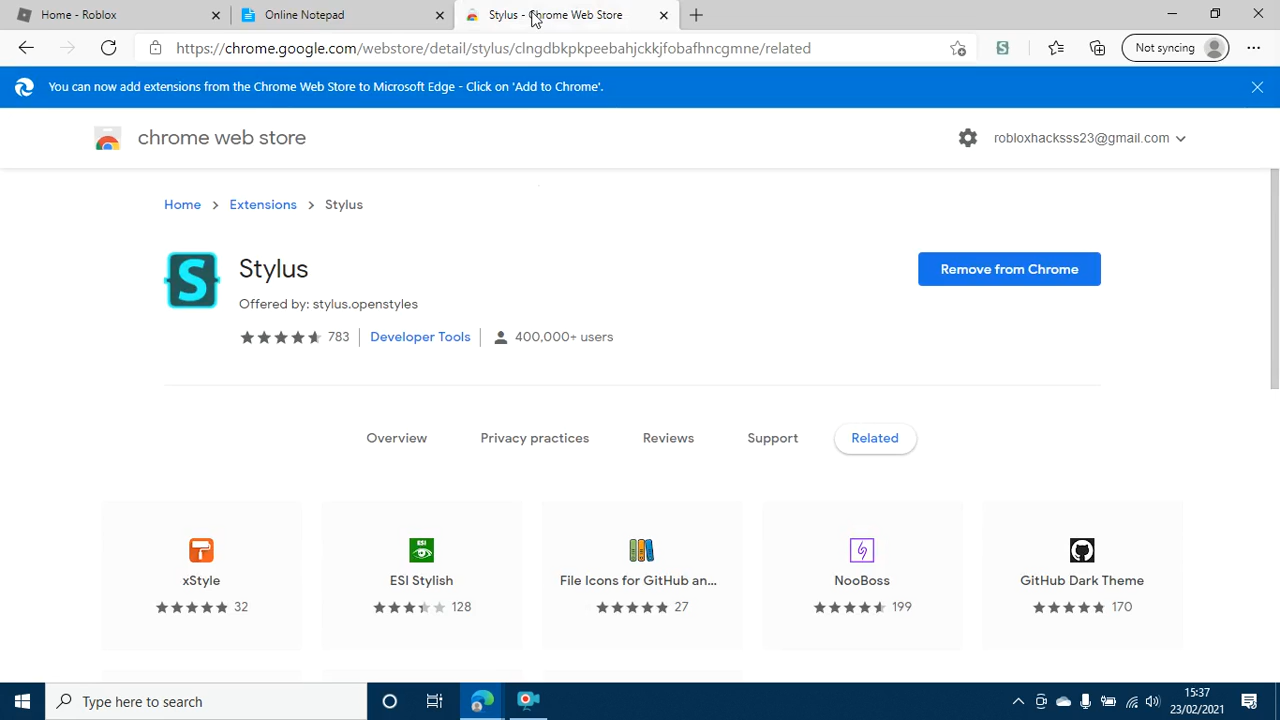 Home - Roblox
Online Notepad
Stylus - Chrome Web Store
https://chrome.google.com/webstore/detail/stylus/clngdbkpkpeebahjckkjfobafhncgmne/related
Not syncing
You can now add extensions from the Chrome Web Store to Microsoft Edge - Click on 'Add to Chrome'.
chrome web store
robloxhacksss23@gmail.com
Home
Extensions
Stylus
S
Stylus
Remove from Chrome
Offered by: stylus.openstyles
783
Developer Tools
400,000+ users
Overview
Privacy practices
Reviews
Support
Related
ESI
xStyle
ESI Stylish
File Icons for GitHub an...
NooBoss
GitHub Dark Theme
32
128
27
199
170
Type here to search
15:37
23/02/2021